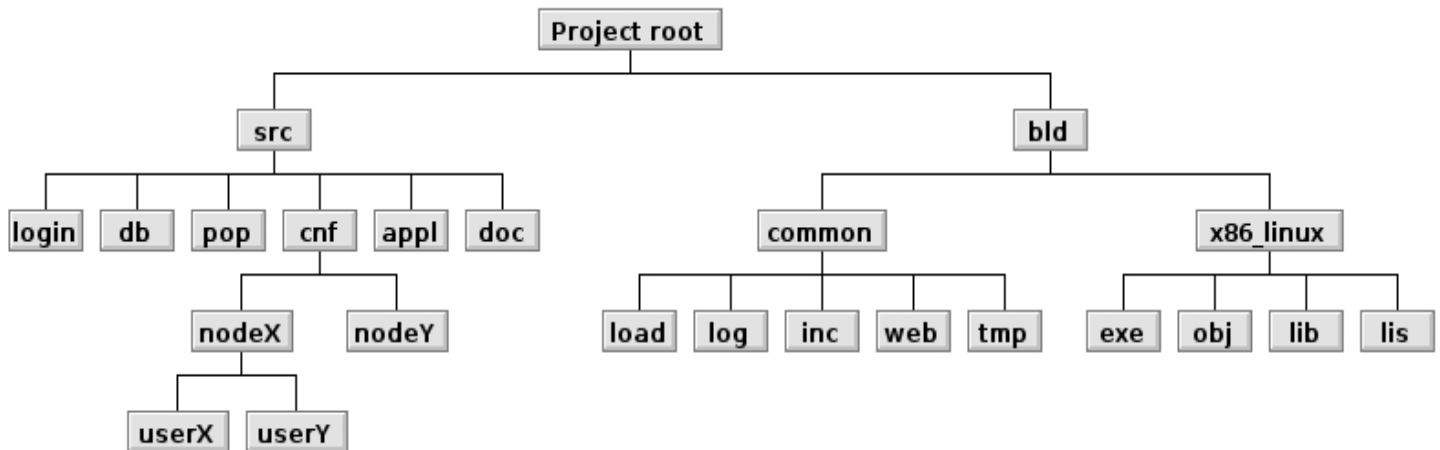 Project root
src
bld
login
db
pop
cnf
appl
doc
common
x86_linux
nodeX
nodeY
load
log
inc
web
tmp
exe
obj
lib
lis
userX
userY